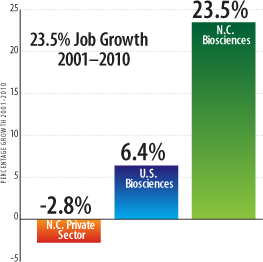 23.5%
25
N.C.
Biosciences
23.5% Job Growth
2001–2010
20
15
PERCENTAGE GROWTH 2001-2010
10
6.4%
U.S.
Biosciences
5
-2.8%
0
N.C. Private
Sector
-5